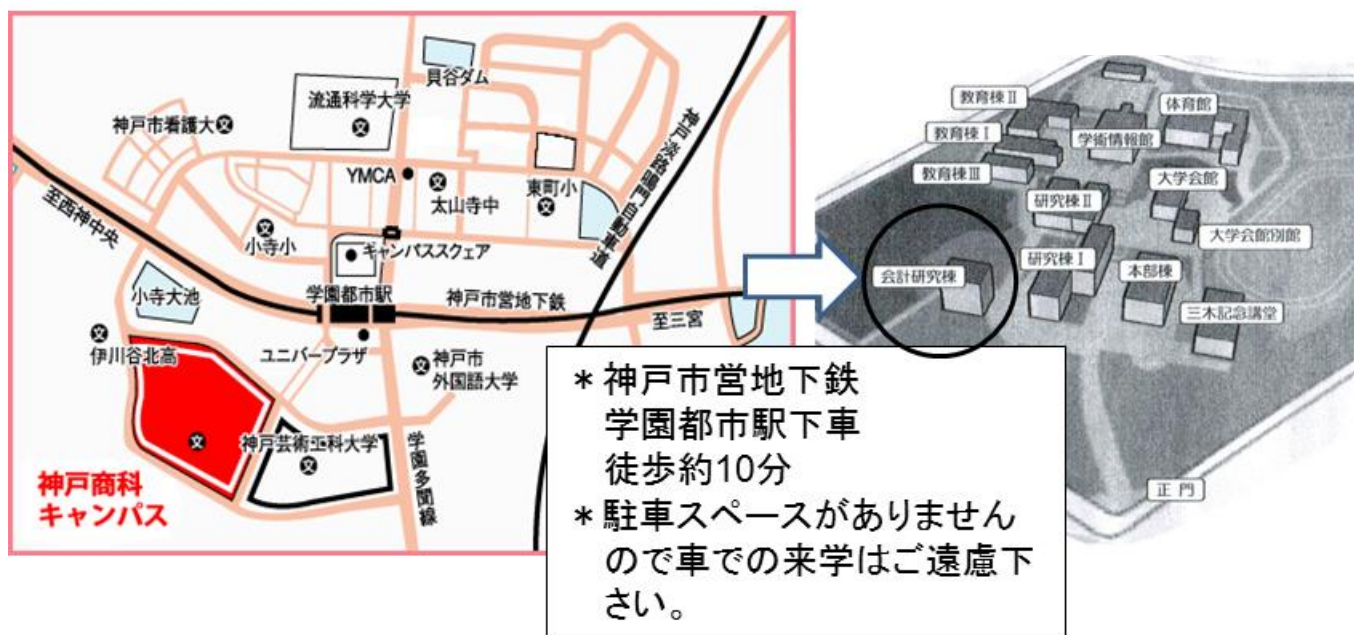 貝谷ダム
流通科学大学
文
神戸市看護大文
神戸淡路鳴門自動車道
YMCA
文
太山寺中
東町小
文
至西神中央
文
小寺小
キャンパススクェア
小寺大池
学園都市駅
神戸市営地下鉄
至三宮
文
伊川谷北高
ユニバープラザ
文神戸市
外国語大学
文
神戸芸術工科大学
文
学園多聞線
神戸商科
キャンパス
教育棟Ⅱ
体育館
教育棟Ⅰ
学術情報館
教育棟Ⅲ
大学会館
研究棟Ⅱ
大学会館別館
会計研究棟
研究棟Ⅰ
本部棟
三木記念講堂
正門
＊神戸市営地下鉄
学園都市駅下車
徒歩約10分
＊駐車スペースがありません
ので車での来学はご遠慮下
さい。